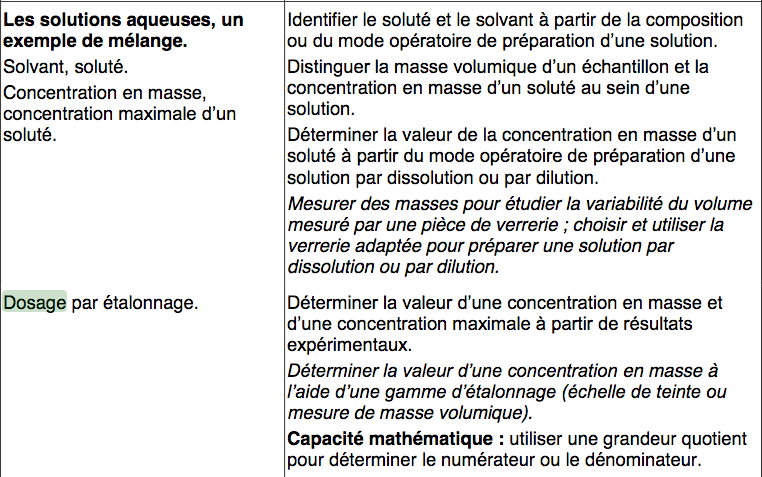 Les solutions aqueuses, un
exemple de mélange.
Solvant, soluté.
Concentration en masse,
concentration maximale d’un
soluté.
Identifier le soluté et le solvant à partir de la composition
ou du mode opératoire de préparation d’une solution.
Distinguer la masse volumique d’un échantillon et la
concentration en masse d’un soluté au sein d’une
solution.
Déterminer la valeur de la concentration en masse d’un
soluté à partir du mode opératoire de préparation d’une
solution par dissolution ou par dilution.
Mesurer des masses pour étudier la variabilité du volume
mesuré par une pièce de verrerie ; choisir et utiliser la
verrerie adaptée pour préparer une solution par
dissolution ou par dilution.
Dosage par étalonnage.
Déterminer la valeur d’une concentration en masse et
d’une concentration maximale à partir de résultats
expérimentaux.
Déterminer la valeur d’une concentration en masse à
l’aide d’une gamme d’étalonnage (échelle de teinte ou
mesure de masse volumique).
Capacité mathématique : utiliser une grandeur quotient
pour déterminer le numérateur ou le dénominateur.